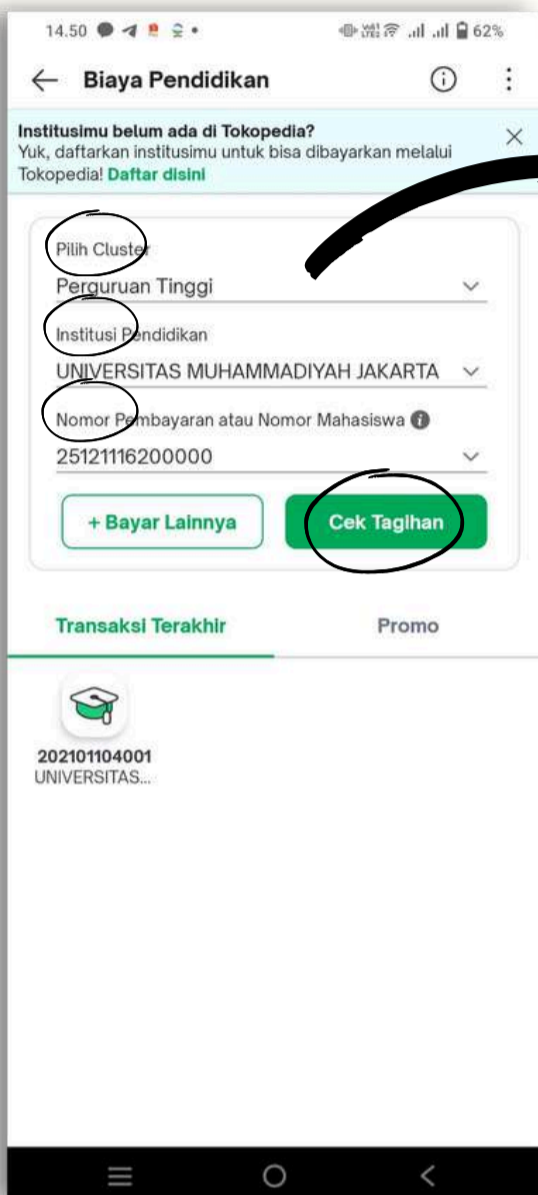 14.50
62%
Biaya Pendidikan
Institusimu belum ada di Tokopedia?
Yuk, daftarkan institusimu untuk bisa dibayarkan melalui
Tokopedia! Daftar disini
Pilih Cluster
Perguruan Tinggi
Institusi Pendidikan
UNIVERSITAS MUHAMMADIYAH JAKARTA
Nomor Pembayaran atau Nomor Mahasiswa
25121116200000
+ Bayar Lainnya
Cek Tagihan
Transaksi Terakhir
Promo
202101104001
UNIVERSITAS...